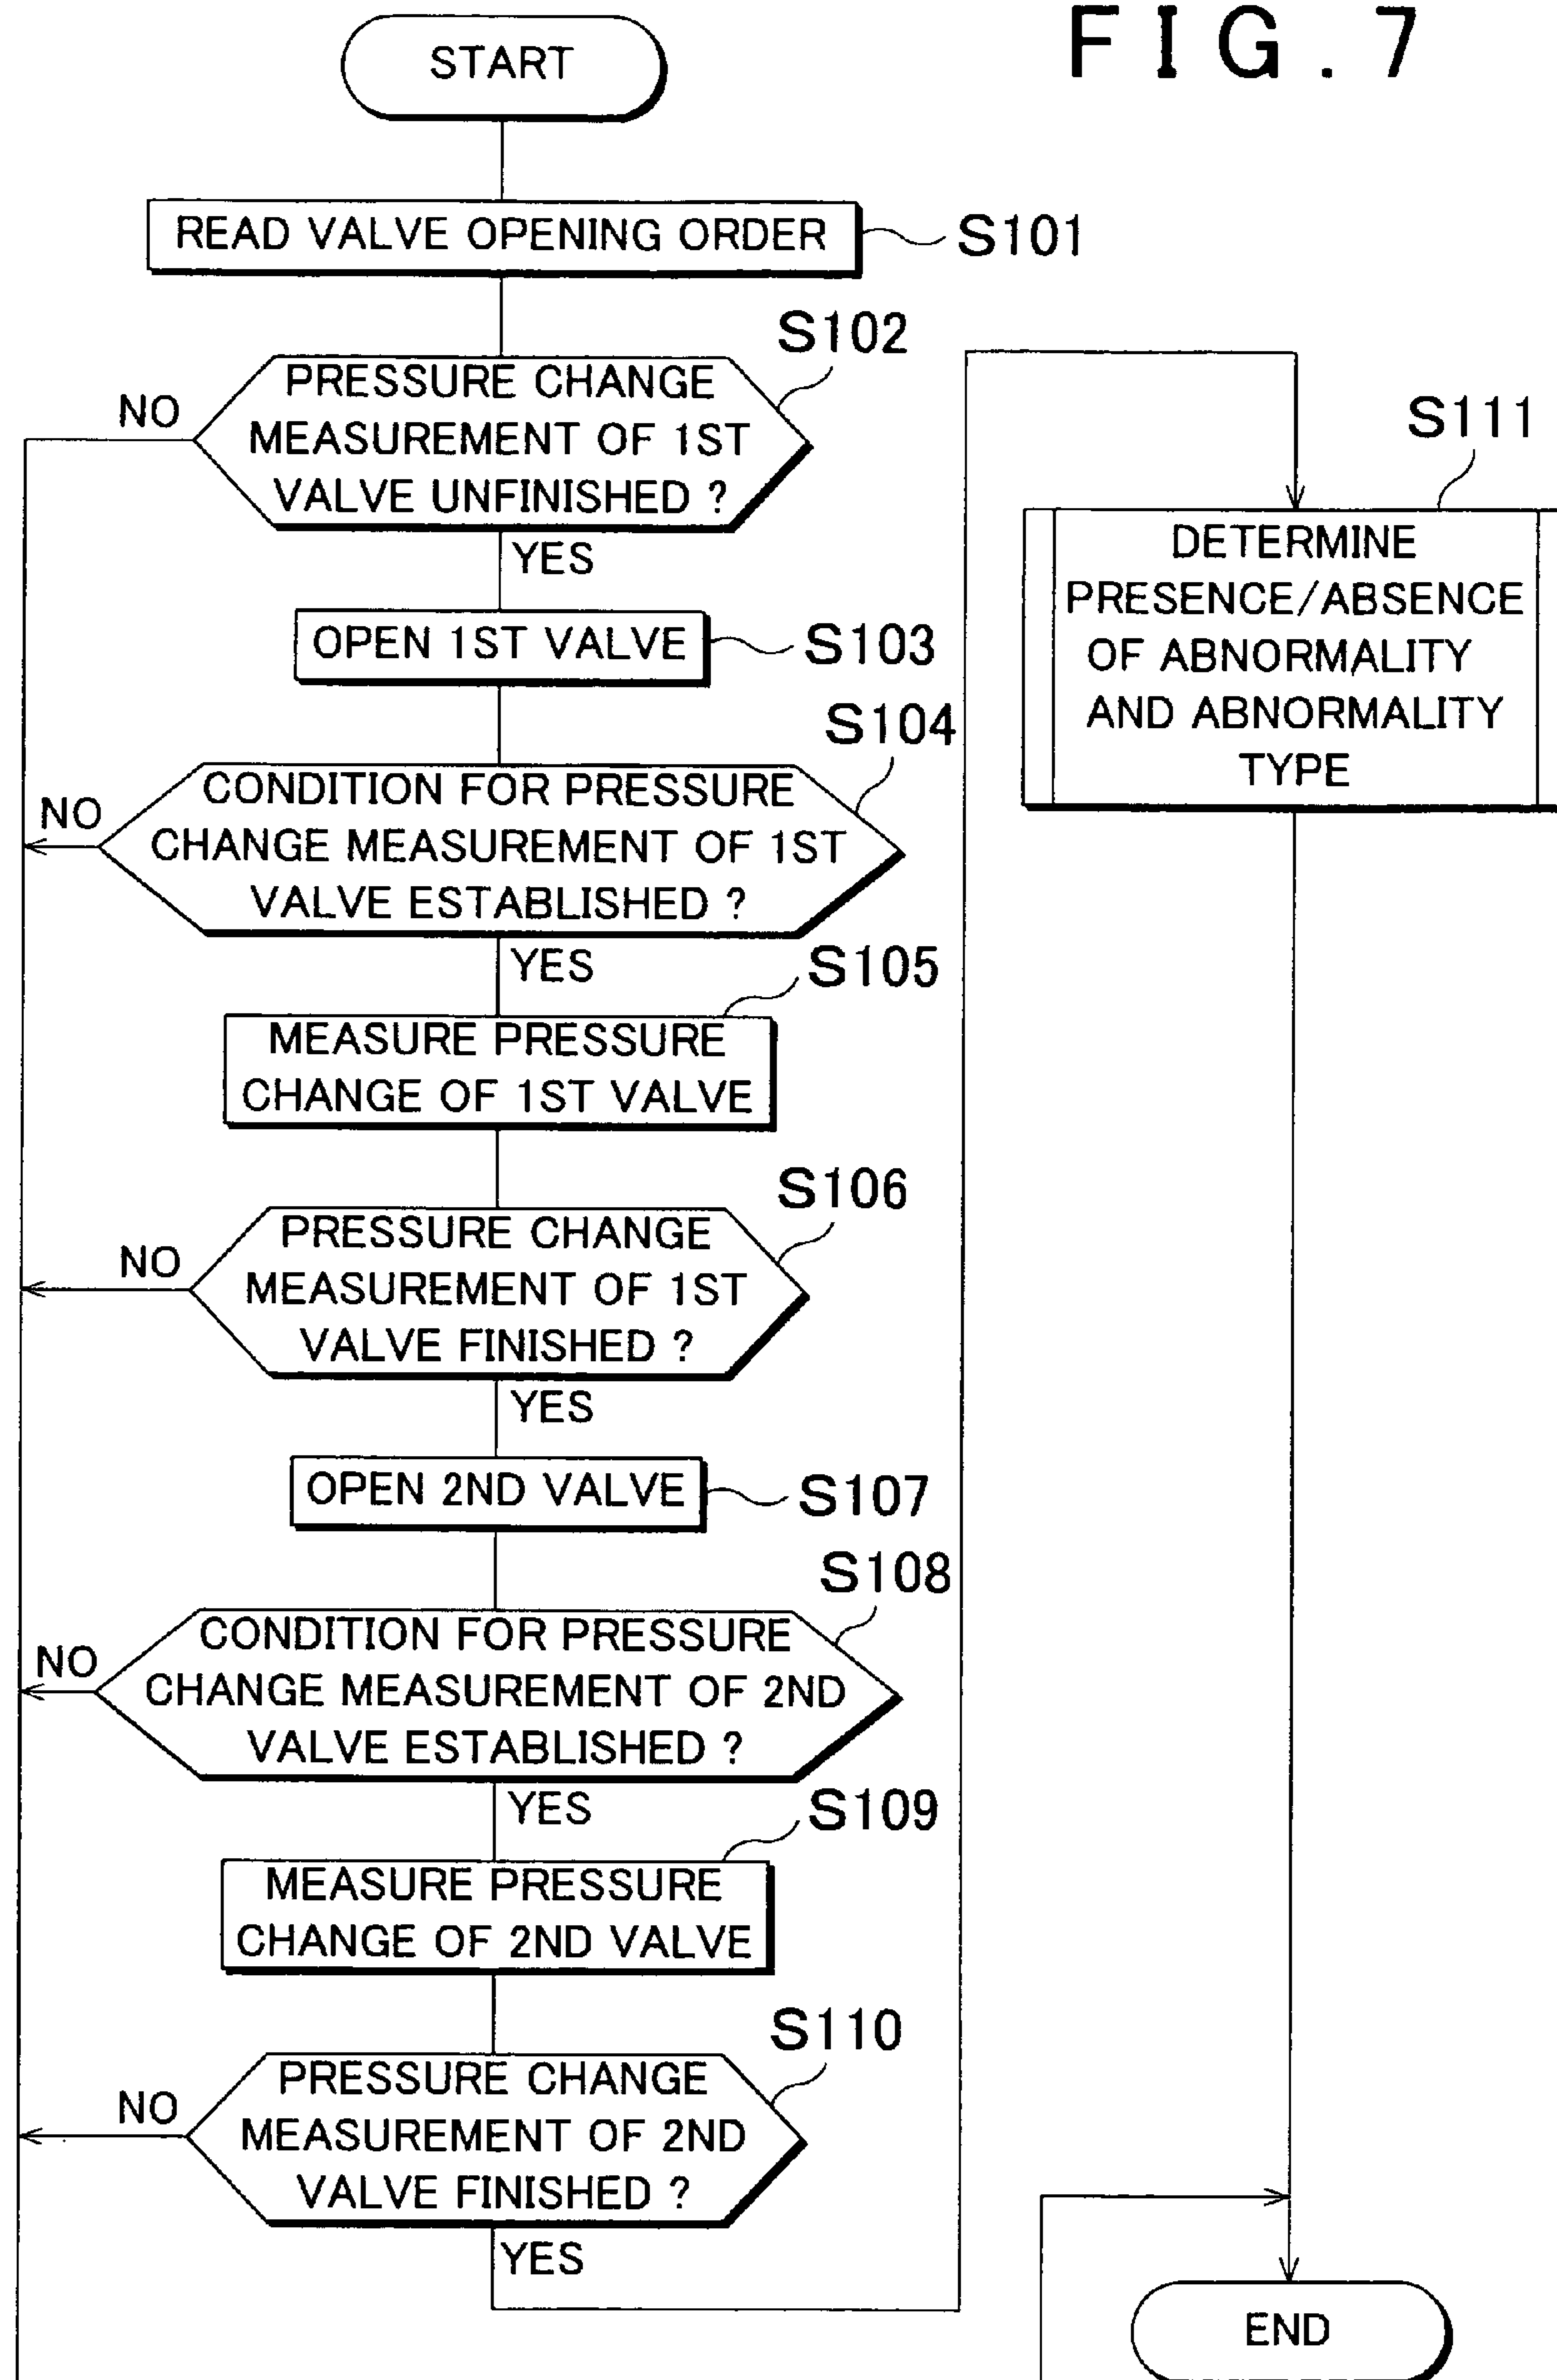 FIG. 7
START
READ VALVE OPENING ORDER
S101
S102
PRESSURE CHANGE
MEASUREMENT OF 1ST
VALVE UNFINISHED ?
NO
YES
OPEN 1ST VALVE
S103
S104
CONDITION FOR PRESSURE
CHANGE MEASUREMENT OF 1ST
VALVE ESTABLISHED ?
NO
YES
S105
MEASURE PRESSURE
CHANGE OF 1ST VALVE
S106
PRESSURE CHANGE
MEASUREMENT OF 1ST
VALVE FINISHED ?
NO
YES
OPEN 2ND VALVE
S107
S108
CONDITION FOR PRESSURE
CHANGE MEASUREMENT OF 2ND
VALVE ESTABLISHED ?
NO
YES
S109
MEASURE PRESSURE
CHANGE OF 2ND VALVE
S110
PRESSURE CHANGE
MEASUREMENT OF 2ND
VALVE FINISHED ?
NO
YES
S111
DETERMINE
PRESENCE/ABSENCE
OF ABNORMALITY
AND ABNORMALITY
TYPE
END